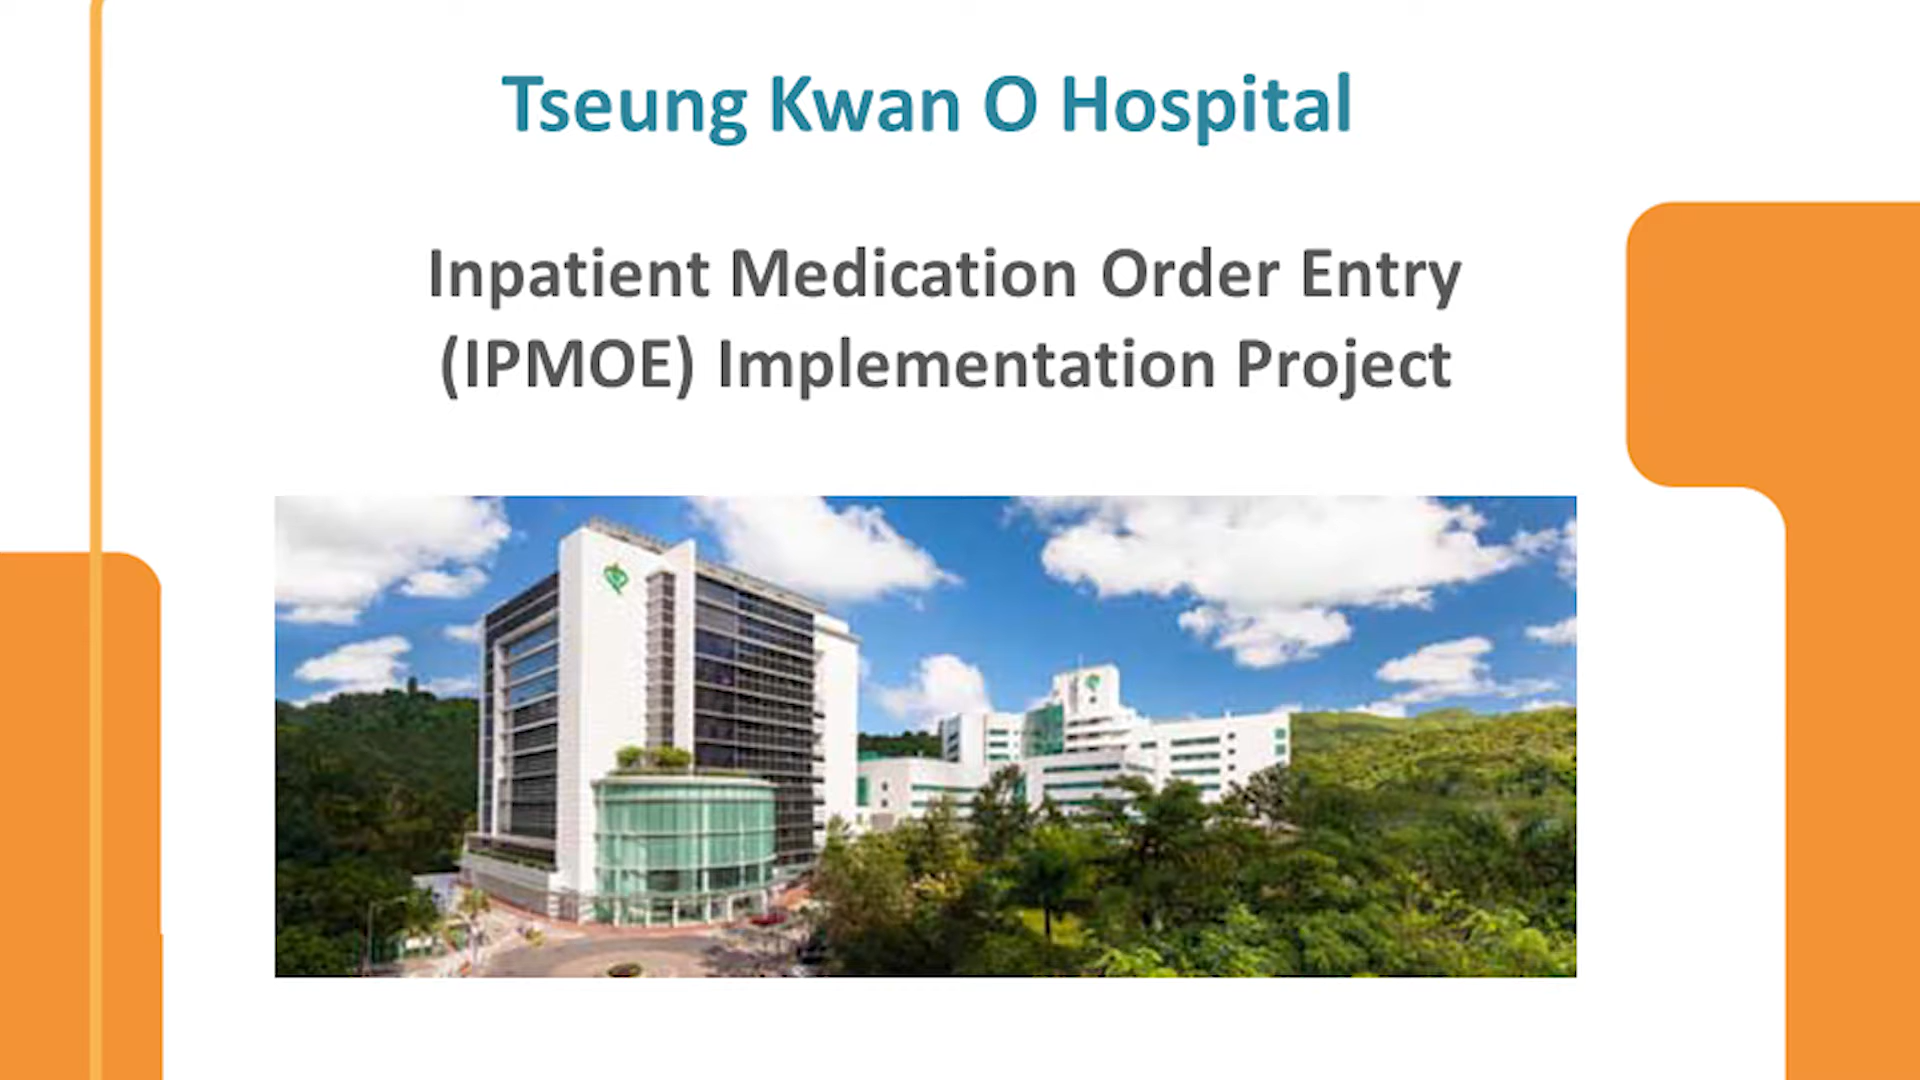 Tseung Kwan O Hospital
Inpatient Medication Order Entry
(IPMOE) Implementation Project